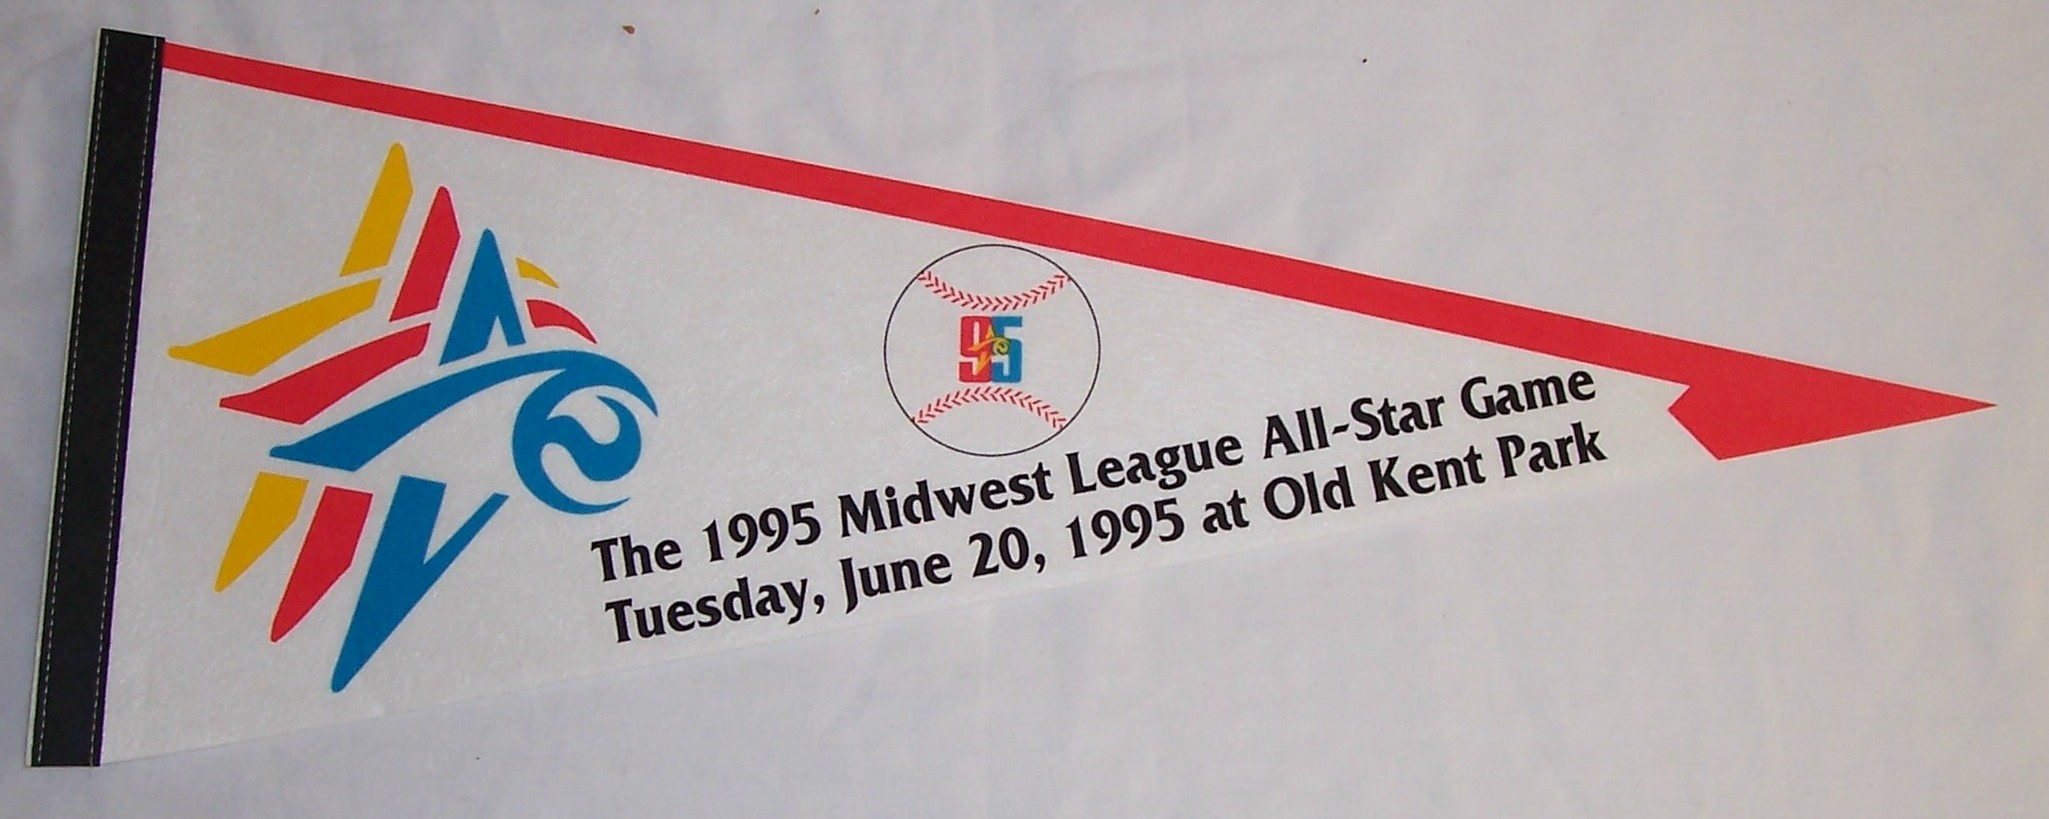 95
The 1995 Midwest League All-Star Game
Tuesday, June 20, 1995 at Old Kent Park